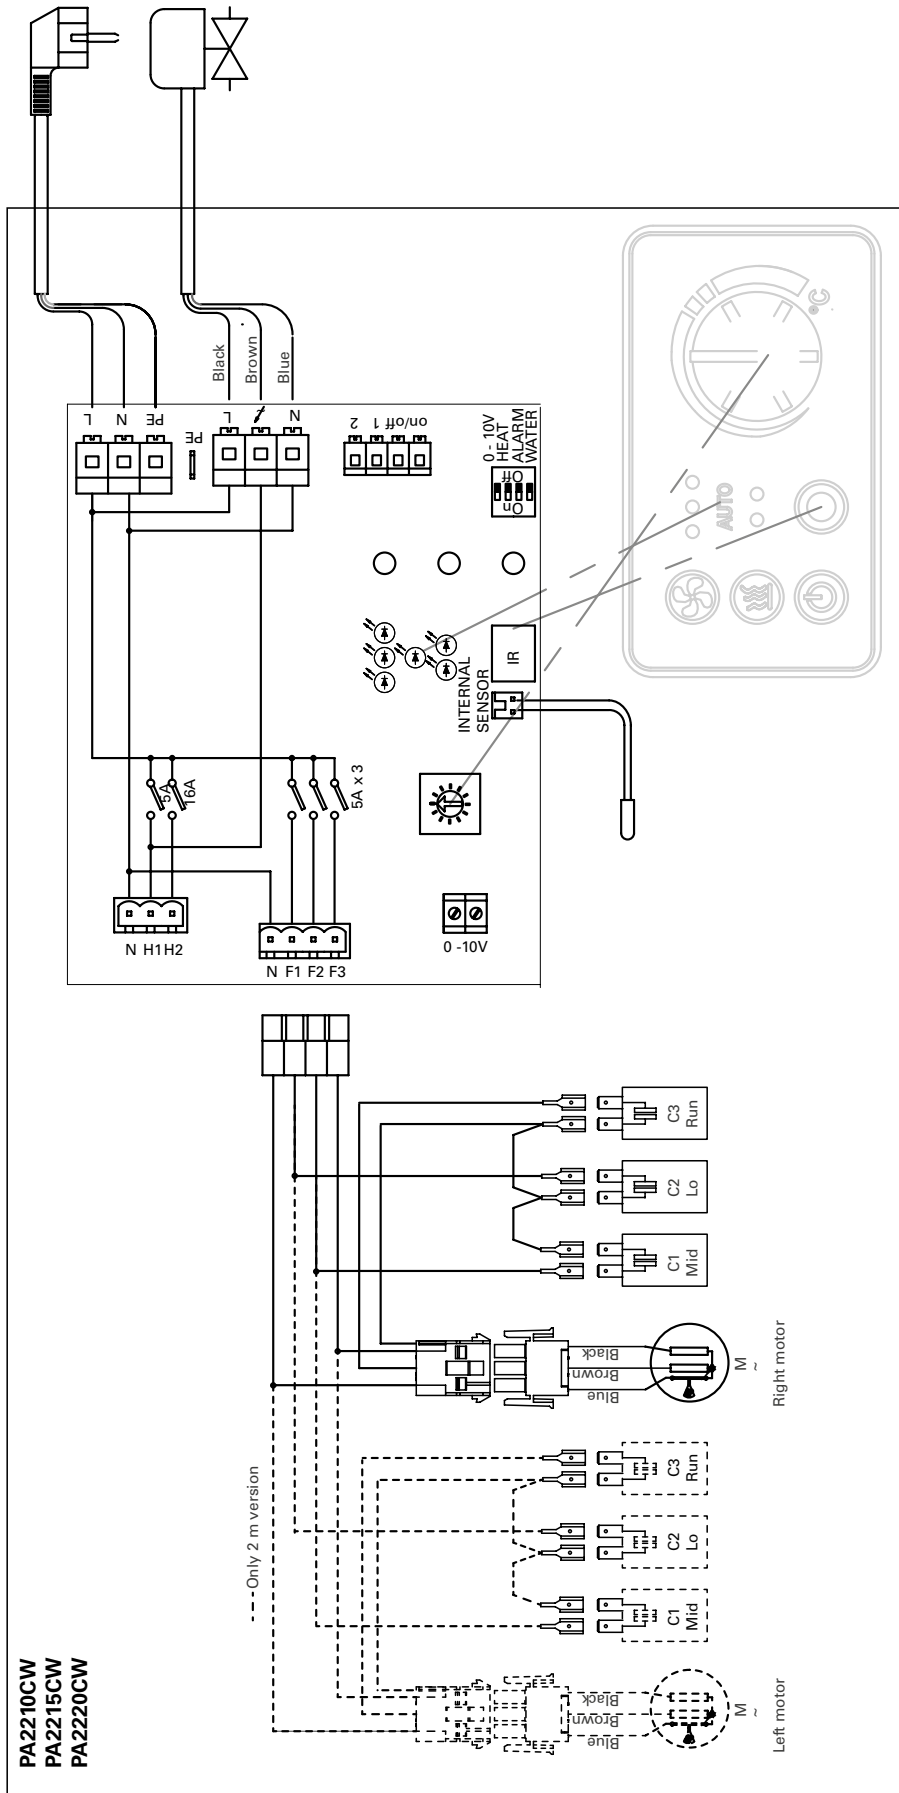 Black
Brown
Blue
L
N
PE
PE
L
N
2
1
on/off
0 - 10V
HEAT
ALARM
WATER
Off
On
°C
AUTO
IR
INTERNAL
SENSOR
5A
16A
5A x 3
N H1 H2
N F1 F2 F3
0 -10V
C3
Run
C2
Lo
C1
Mid
Black
Brown
Blue
M
~
Right motor
---- Only 2 m version
C3
Run
C2
Lo
C1
Mid
Black
Brown
Blue
M
~
Left motor
PA2210CW
PA2215CW
PA2220CW